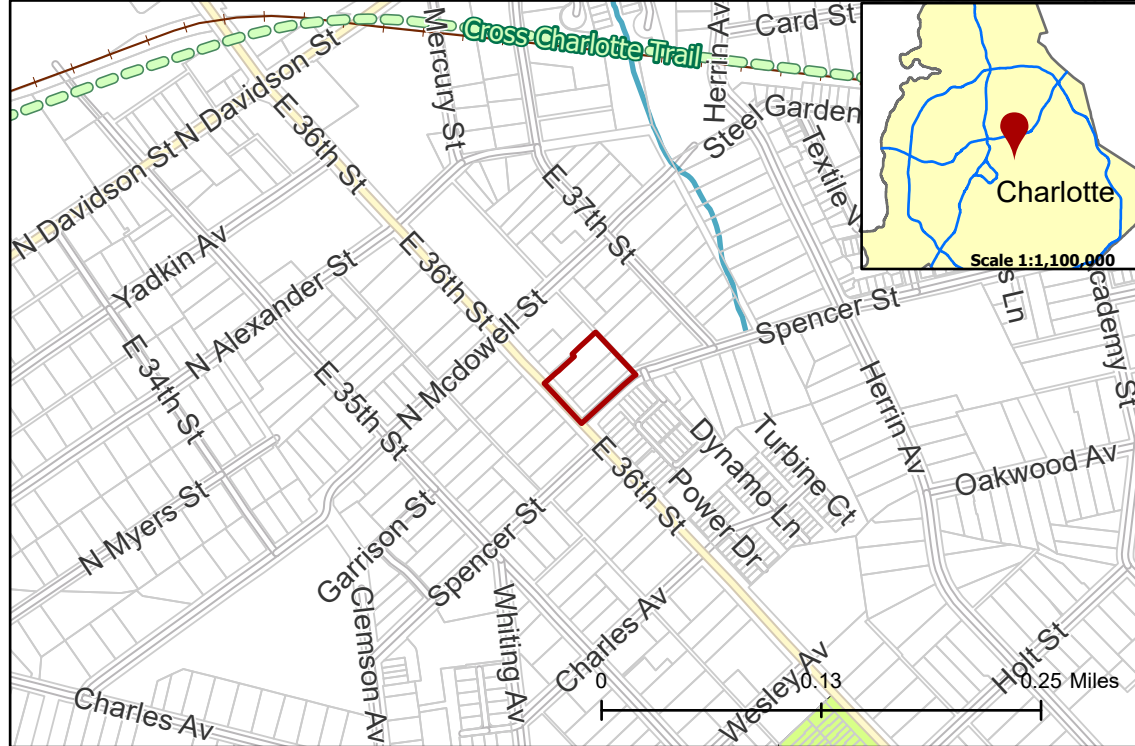 Cross Charlotte Trail
Mercury St
Herrin Av
Card St
Garden
Steel
Textile
N Davidson St
N Davidson St
E 36th St
E 37th St
Yadkin Av
E 36th St
N Alexander St
N Mcdowell St
E 34th St
E 35th St
Spencer St
Herrin Av
Ln
Dynamo Ln
Turbine Ct
Power Dr
E 36th St
Oakwood Av
N Myers St
Garrison St
Spencer St
Clemson Av
Whiting Av
Charles Av
Charles Av
Wesley Av
Holt St
0
0.13
0.25 Miles
Charlotte
Scale 1:1,100,000